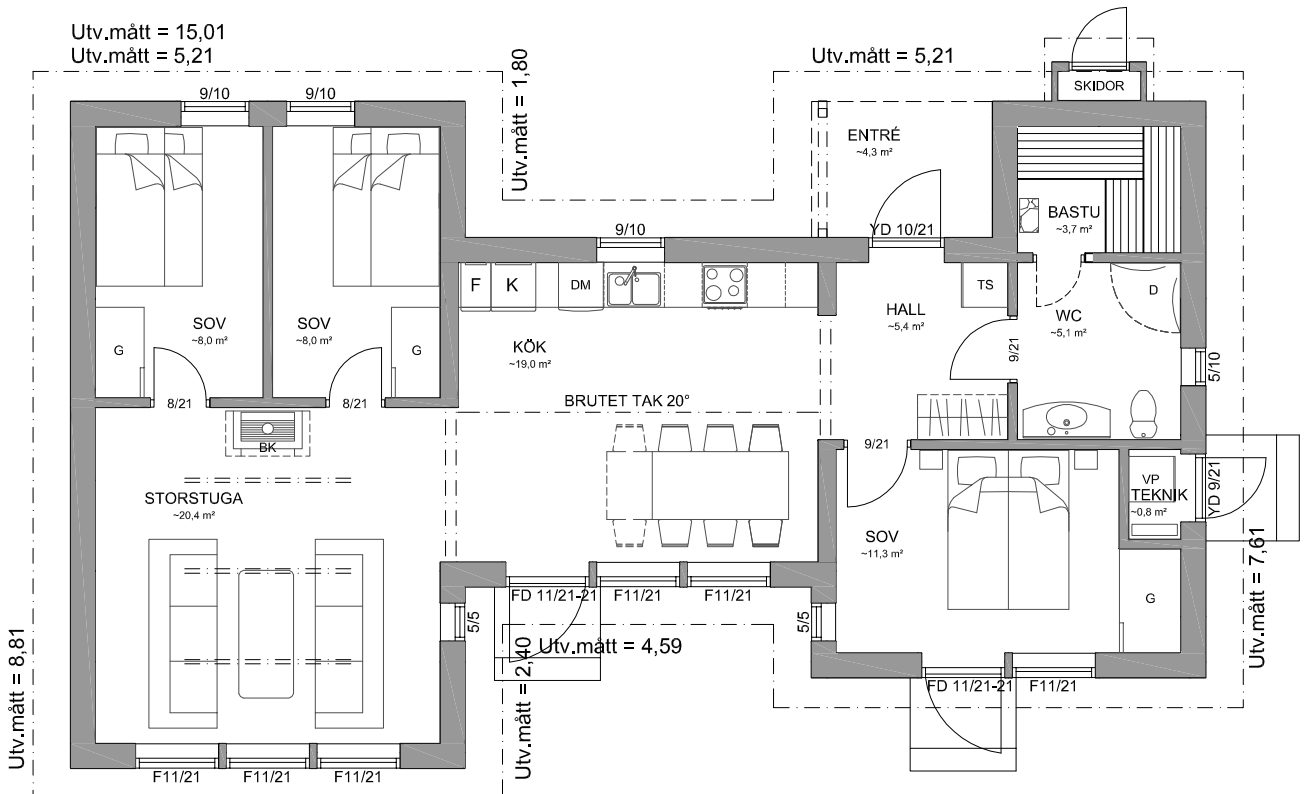 Utv.mått = 15,01
Utv.mått = 5,21
Utv.mått = 1,80
Utv.mått = 5,21
SKIDOR
9/10
9/10
ENTRÉ
~4,3 m²
BASTU
~3,7 m²
9/10
YD 10/21
F
K
DM
TS
D
SOV
~8,0 m²
SOV
~8,0 m²
HALL
~5,4 m²
WC
~5,1 m²
G
G
KÖK
~19,0 m²
9/21
5/10
8/21
8/21
BRUTET TAK 20°
BK
9/21
STORSTUGA
~20,4 m²
VP
TEKNIK
~0,8 m²
YD 9/21
SOV
~11,3 m²
FD 11/21-21
F11/21
F11/21
5/5
5/5
G
Utv.mått = 7,61
Utv.mått = 4,59
Utv.mått = 2,40
Utv.mått = 8,81
FD 11/21-21
F11/21
F11/21
F11/21
F11/21